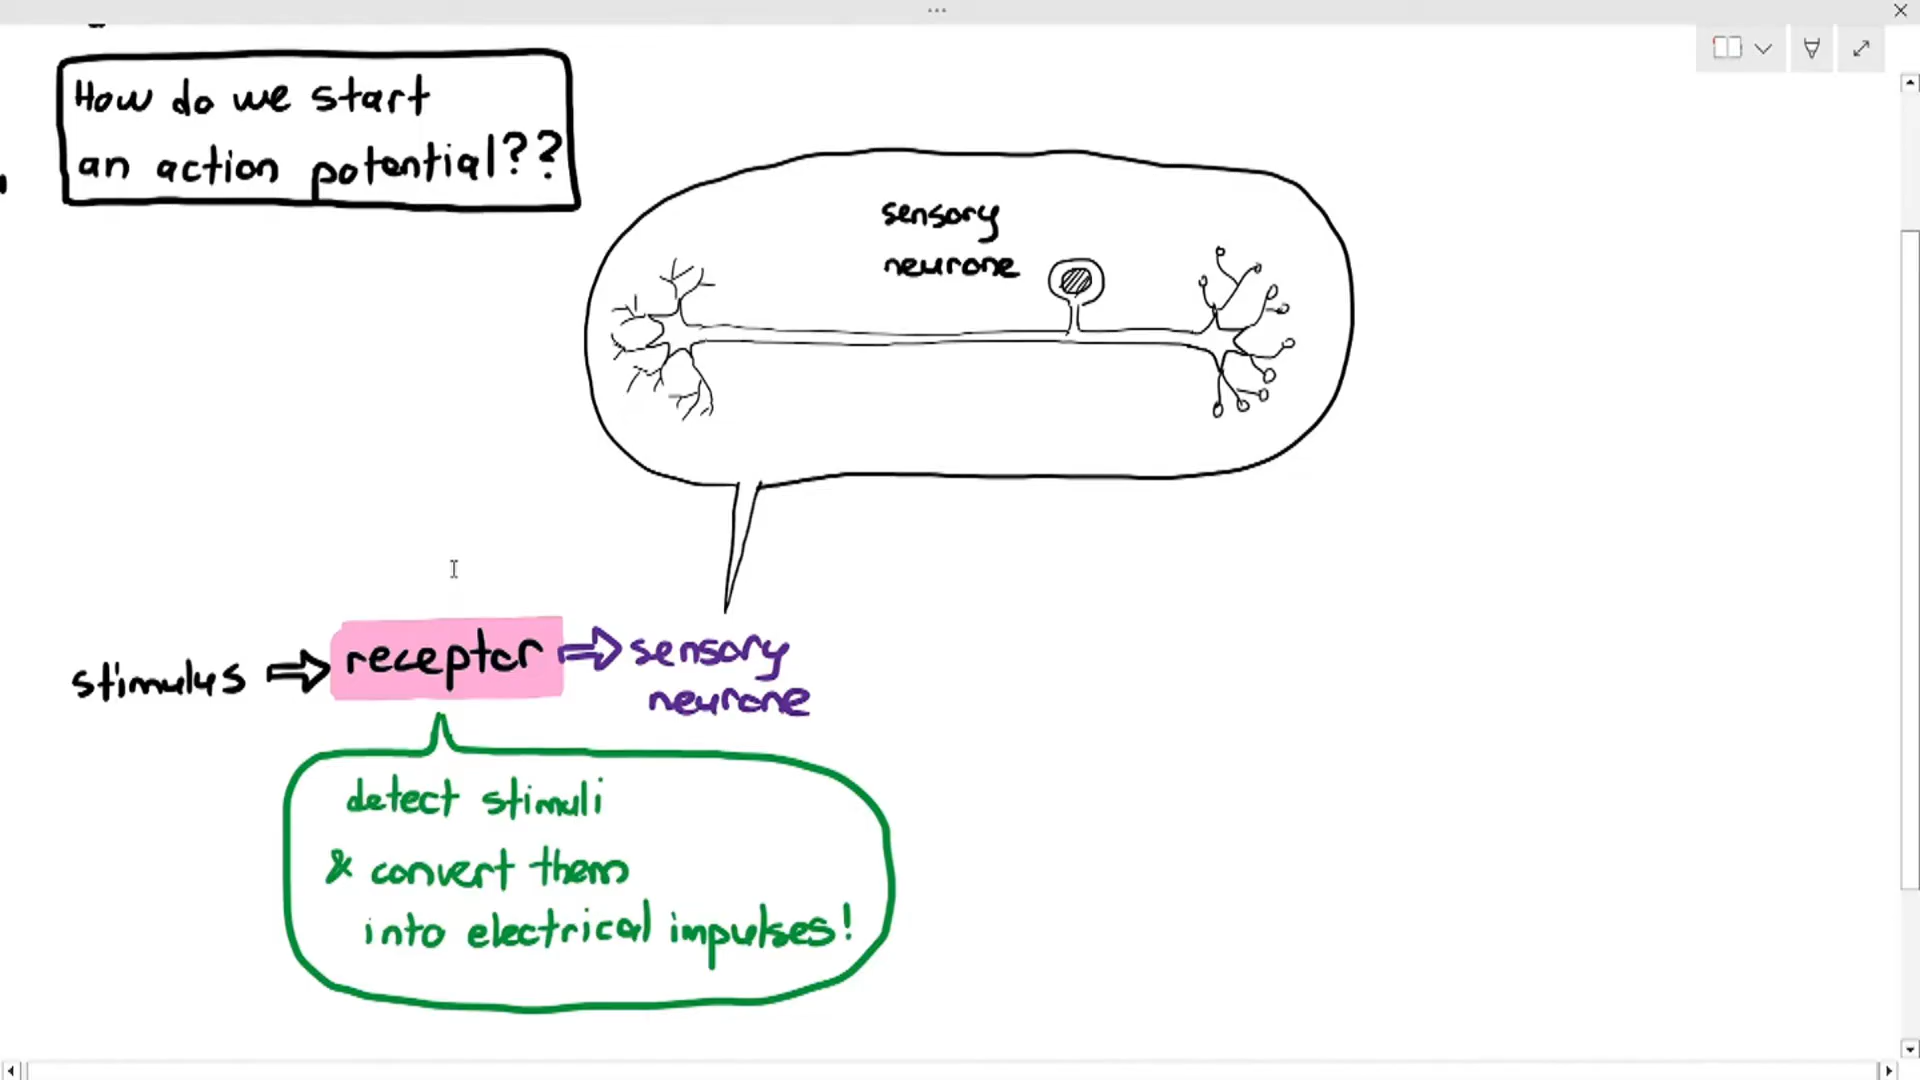 How do we start
an action potential??
sensory
neurone
stimulus
receptor
sensory
neurone
detect stimuli
& convert them
into electrical impulses!